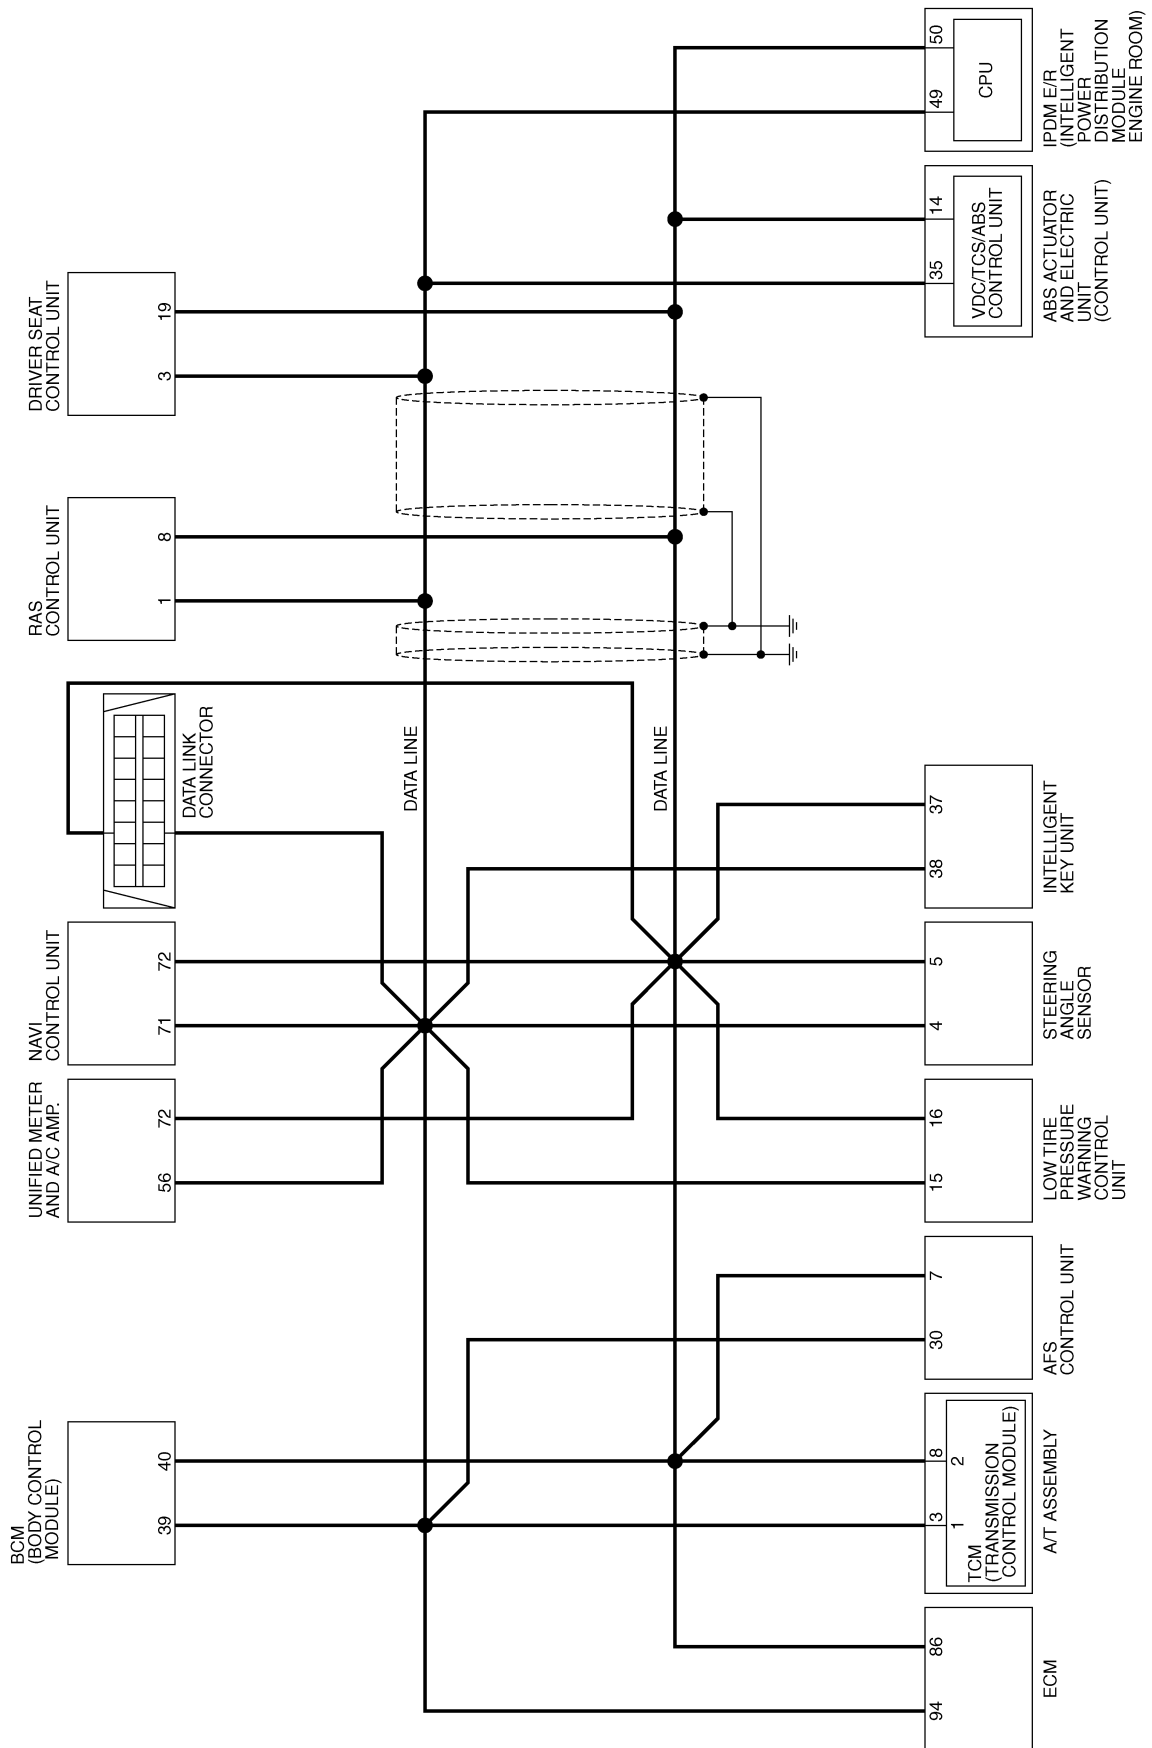 BCM
(BODY CONTROL
MODULE)
39
40
UNIFIED METER
AND A/C AMP.
56
72
NAVI
CONTROL UNIT
71
72
DATA LINK
CONNECTOR
RAS
CONTROL UNIT
1
8
DRIVER SEAT
CONTROL UNIT
3
19
DATA LINE
DATA LINE
94
86
ECM
3
8
1
2
TCM
(TRANSMISSION
CONTROL MODULE)
A/T ASSEMBLY
30
7
AFS
CONTROL UNIT
15
16
LOW TIRE
PRESSURE
WARNING
CONTROL
UNIT
4
5
STEERING
ANGLE
SENSOR
38
37
INTELLIGENT
KEY UNIT
35
14
VDC/TCS/ABS
CONTROL UNIT
ABS ACTUATOR
AND ELECTRIC
UNIT
(CONTROL UNIT)
49
50
CPU
IPDM E/R
(INTELLIGENT
POWER
DISTRIBUTION
MODULE
ENGINE ROOM)